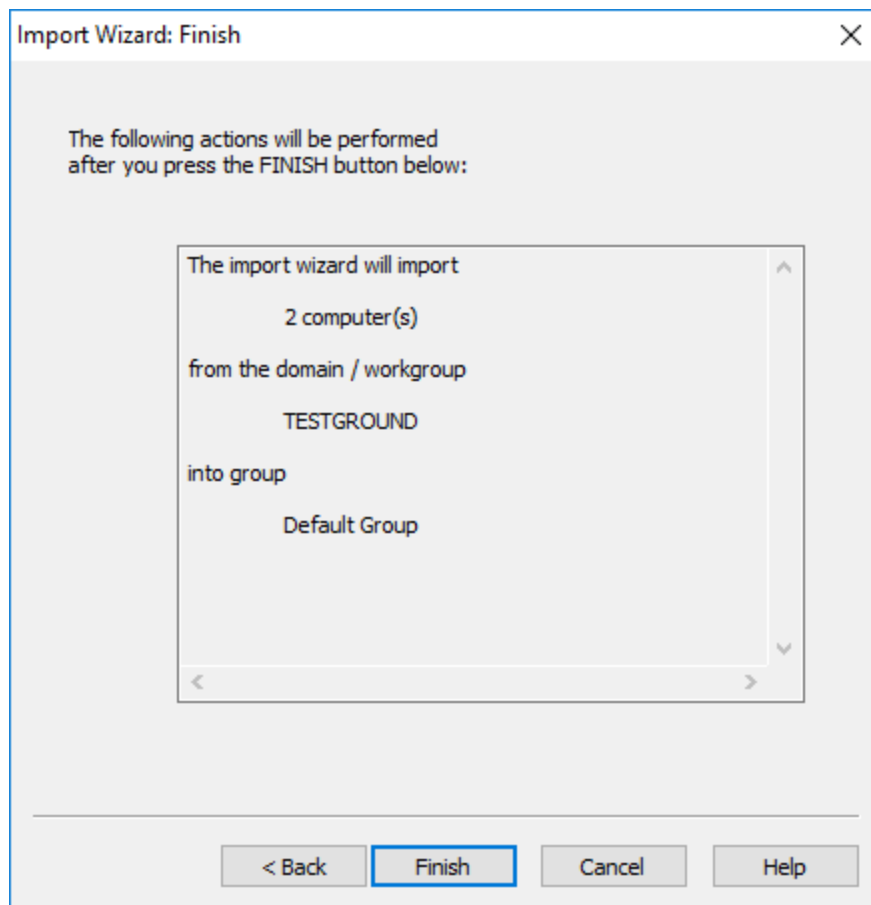 Import Wizard: Finish
The following actions will be performed
after you press the FINISH button below:
The import wizard will import
2 computer(s)
from the domain / workgroup
TESTGROUND
into group
Default Group
< Back
Finish
Cancel
Help